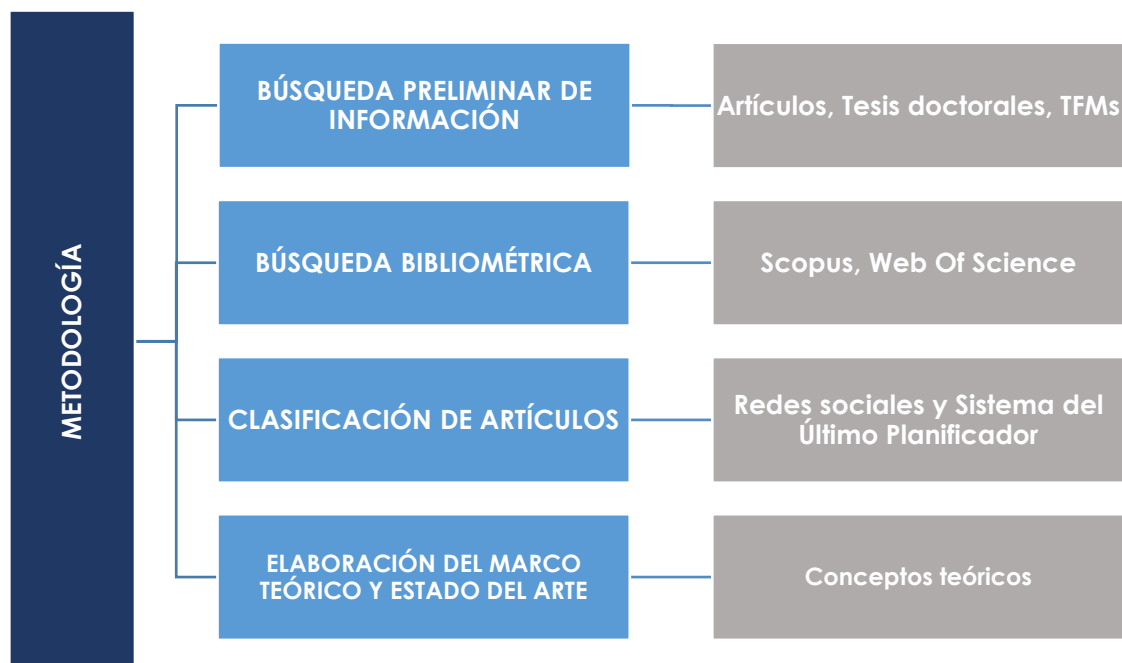 METODOLOGÍA
BÚSQUEDA PRELIMINAR DE
INFORMACIÓN
Artículos, Tesis doctorales, TFMs
BÚSQUEDA BIBLIOMÉTRICA
Scopus, Web Of Science
CLASIFICACIÓN DE ARTÍCULOS
Redes sociales y Sistema del
Último Planificador
ELABORACIÓN DEL MARCO
TEÓRICO Y ESTADO DEL ARTE
Conceptos teóricos